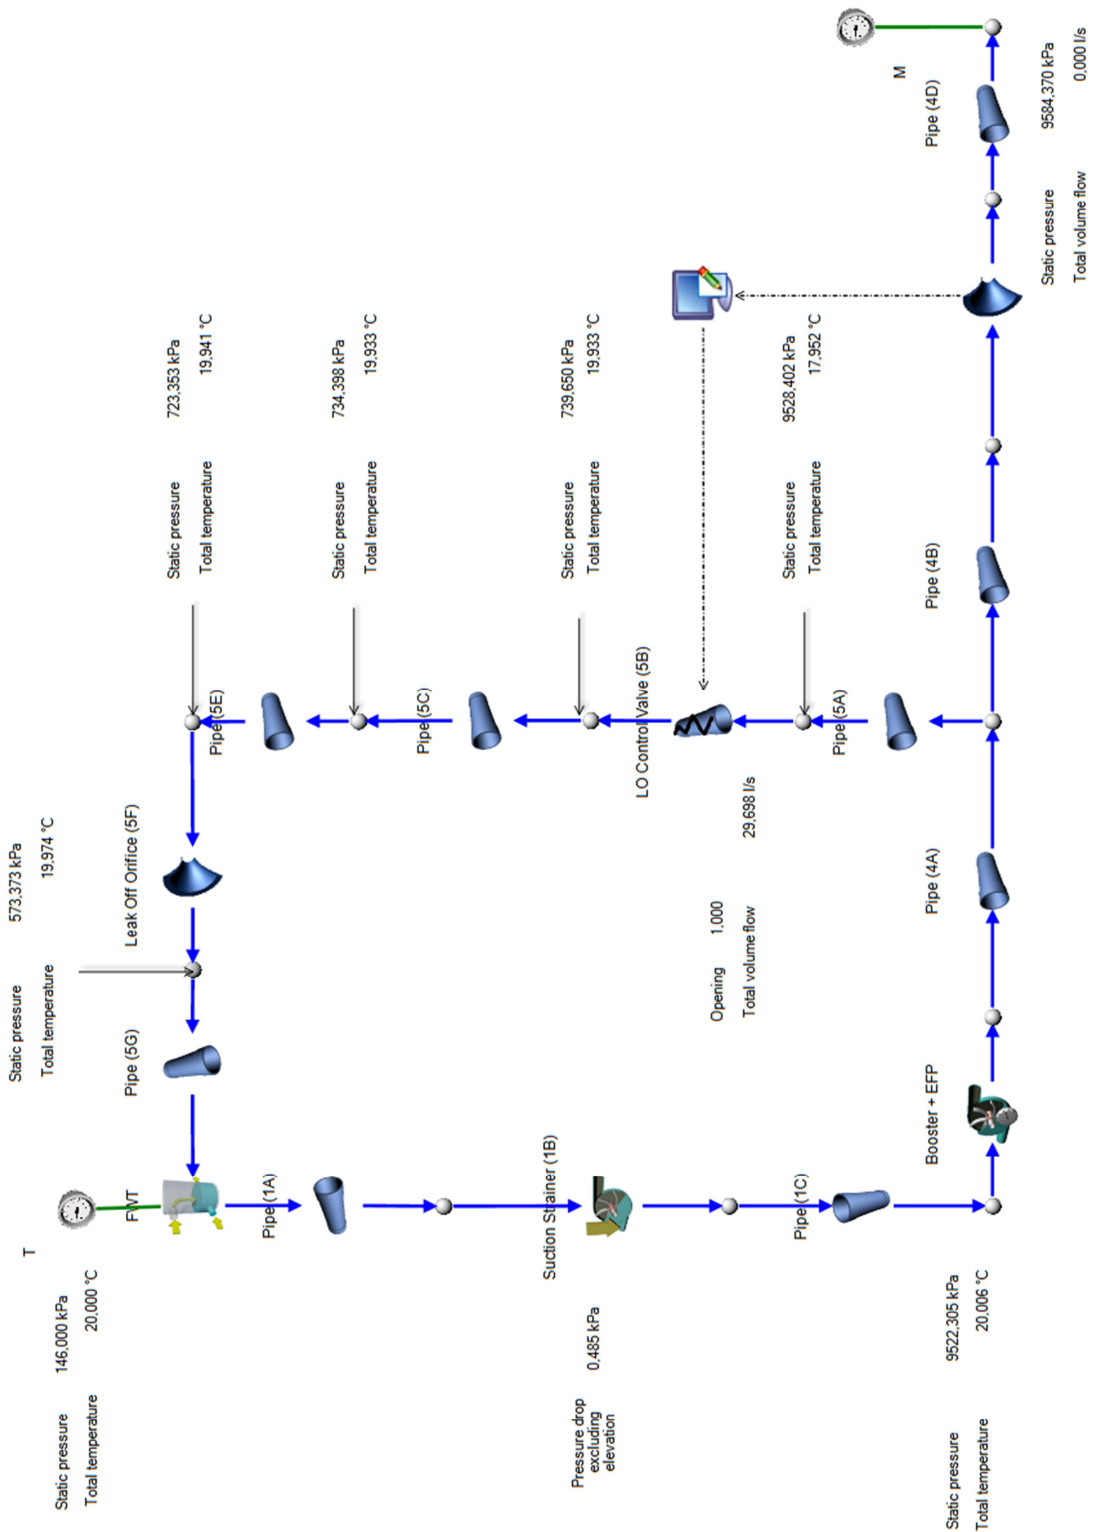 M
Pipe (4D)
9584,370 kPa
0,000 l/s
Static pressure
Total volume flow
723,353 kPa
19,941 °C
Static pressure
Total temperature
734,398 kPa
19,933 °C
Static pressure
Total temperature
739,650 kPa
19,933 °C
Static pressure
Total temperature
9528,402 kPa
17,952 °C
Static pressure
Total temperature
Pipe (4B)
Pipe (5E)
Pipe (5C)
LO Control Valve (5B)
Pipe (5A)
573,373 kPa
19,974 °C
Static pressure
Total temperature
Leak Off Orifice (5F)
Pipe (5G)
Opening 1,000
Total volume flow 29,698 l/s
Pipe (4A)
Booster + EFP
T
FWT
146,000 kPa
20,000 °C
Static pressure
Total temperature
Pipe (1A)
Suction Strainer (1B)
0,485 kPa
Pressure drop
excluding
elevation
Pipe (1C)
9522,305 kPa
20,006 °C
Static pressure
Total temperature